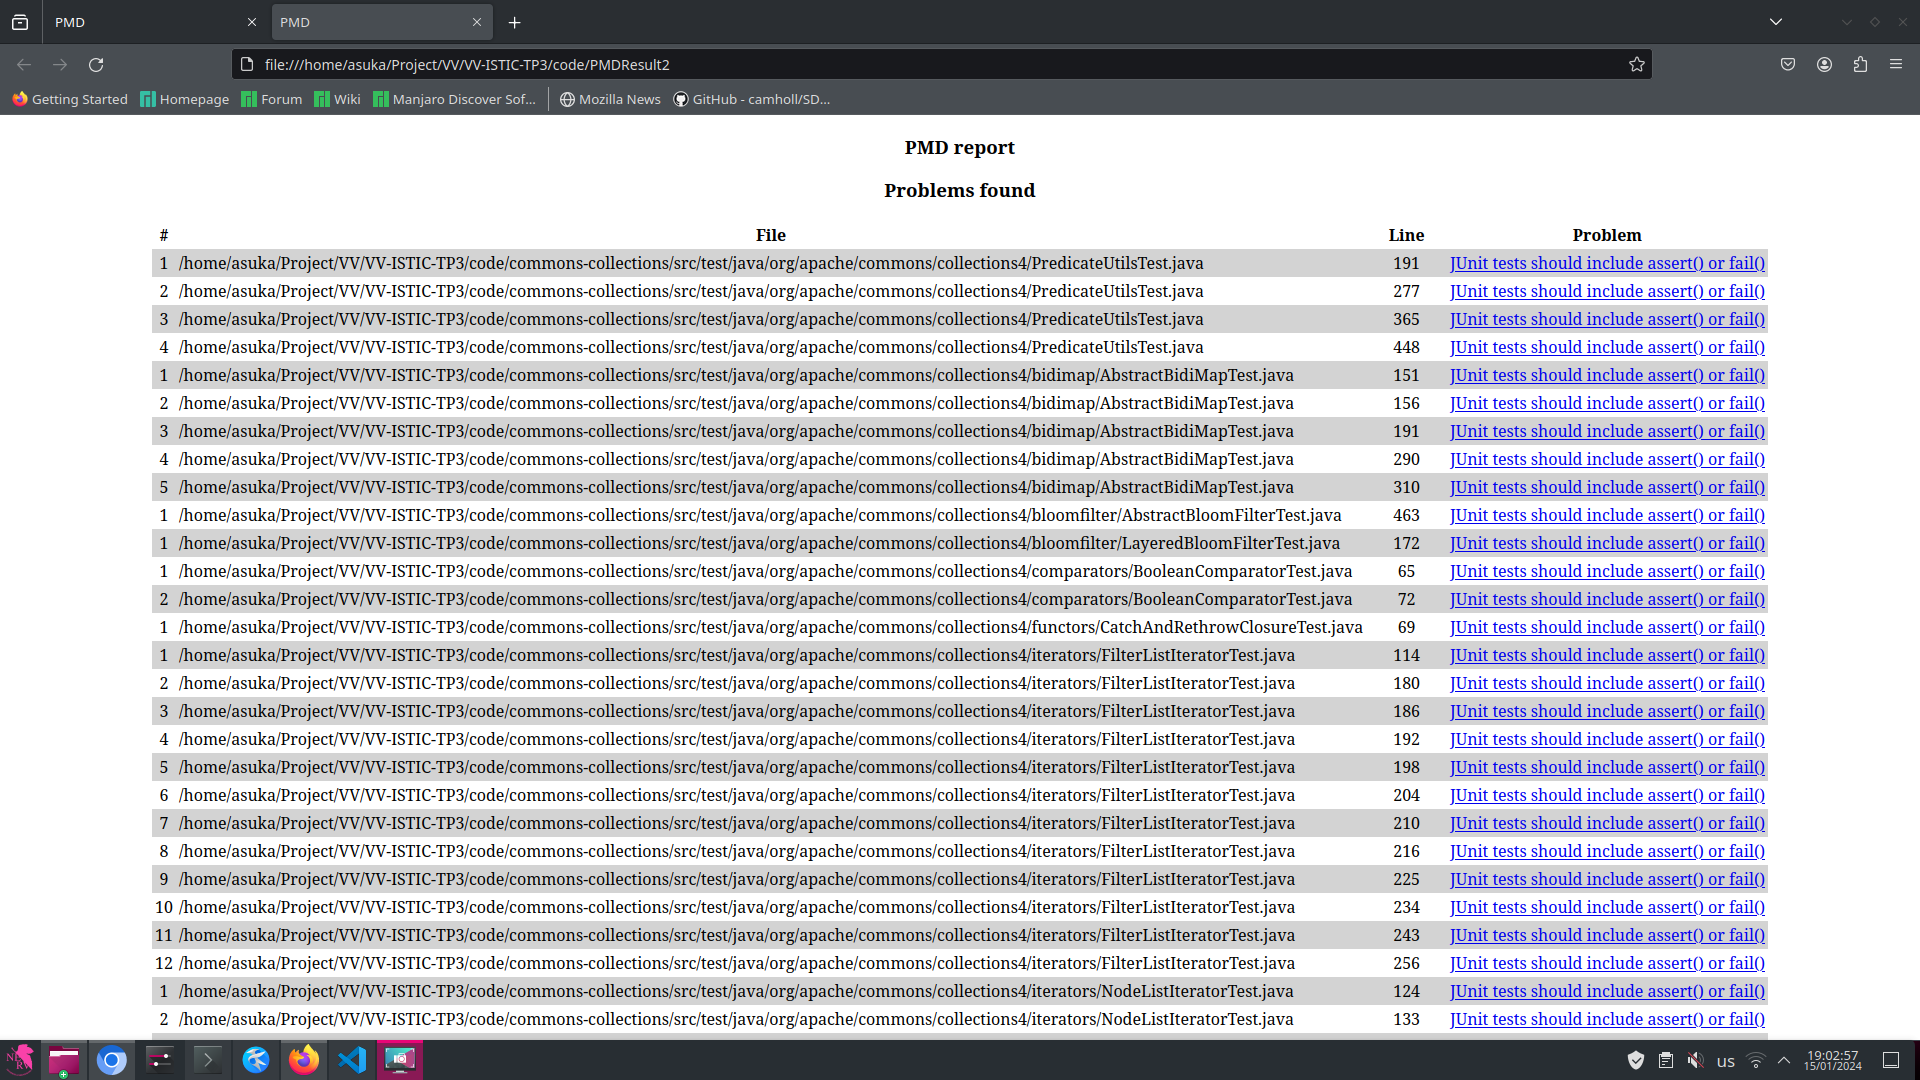 PMD
PMD
file:///home/asuka/Project/VV/VV-ISTIC-TP3/code/PMDResult2
Getting Started Homepage Forum Wiki Manjaro Discover Sof... Mozilla News GitHub - camholl/SD...
PMD report
Problems found
# File Line Problem
1 /home/asuka/Project/VV/VV-ISTIC-TP3/code/commons-collections/src/test/java/org/apache/commons/collections4/PredicateUtilsTest.java 191 JUnit tests should include assert() or fail()
2 /home/asuka/Project/VV/VV-ISTIC-TP3/code/commons-collections/src/test/java/org/apache/commons/collections4/PredicateUtilsTest.java 277 JUnit tests should include assert() or fail()
3 /home/asuka/Project/VV/VV-ISTIC-TP3/code/commons-collections/src/test/java/org/apache/commons/collections4/PredicateUtilsTest.java 365 JUnit tests should include assert() or fail()
4 /home/asuka/Project/VV/VV-ISTIC-TP3/code/commons-collections/src/test/java/org/apache/commons/collections4/PredicateUtilsTest.java 448 JUnit tests should include assert() or fail()
1 /home/asuka/Project/VV/VV-ISTIC-TP3/code/commons-collections/src/test/java/org/apache/commons/collections4/bidimap/AbstractBidiMapTest.java 151 JUnit tests should include assert() or fail()
2 /home/asuka/Project/VV/VV-ISTIC-TP3/code/commons-collections/src/test/java/org/apache/commons/collections4/bidimap/AbstractBidiMapTest.java 156 JUnit tests should include assert() or fail()
3 /home/asuka/Project/VV/VV-ISTIC-TP3/code/commons-collections/src/test/java/org/apache/commons/collections4/bidimap/AbstractBidiMapTest.java 191 JUnit tests should include assert() or fail()
4 /home/asuka/Project/VV/VV-ISTIC-TP3/code/commons-collections/src/test/java/org/apache/commons/collections4/bidimap/AbstractBidiMapTest.java 290 JUnit tests should include assert() or fail()
5 /home/asuka/Project/VV/VV-ISTIC-TP3/code/commons-collections/src/test/java/org/apache/commons/collections4/bidimap/AbstractBidiMapTest.java 310 JUnit tests should include assert() or fail()
1 /home/asuka/Project/VV/VV-ISTIC-TP3/code/commons-collections/src/test/java/org/apache/commons/collections4/bloomfilter/AbstractBloomFilterTest.java 463 JUnit tests should include assert() or fail()
1 /home/asuka/Project/VV/VV-ISTIC-TP3/code/commons-collections/src/test/java/org/apache/commons/collections4/bloomfilter/LayeredBloomFilterTest.java 172 JUnit tests should include assert() or fail()
1 /home/asuka/Project/VV/VV-ISTIC-TP3/code/commons-collections/src/test/java/org/apache/commons/collections4/comparators/BooleanComparatorTest.java 65 JUnit tests should include assert() or fail()
2 /home/asuka/Project/VV/VV-ISTIC-TP3/code/commons-collections/src/test/java/org/apache/commons/collections4/comparators/BooleanComparatorTest.java 72 JUnit tests should include assert() or fail()
1 /home/asuka/Project/VV/VV-ISTIC-TP3/code/commons-collections/src/test/java/org/apache/commons/collections4/functors/CatchAndRethrowClosureTest.java 69 JUnit tests should include assert() or fail()
1 /home/asuka/Project/VV/VV-ISTIC-TP3/code/commons-collections/src/test/java/org/apache/commons/collections4/iterators/FilterListIteratorTest.java 114 JUnit tests should include assert() or fail()
2 /home/asuka/Project/VV/VV-ISTIC-TP3/code/commons-collections/src/test/java/org/apache/commons/collections4/iterators/FilterListIteratorTest.java 180 JUnit tests should include assert() or fail()
3 /home/asuka/Project/VV/VV-ISTIC-TP3/code/commons-collections/src/test/java/org/apache/commons/collections4/iterators/FilterListIteratorTest.java 186 JUnit tests should include assert() or fail()
4 /home/asuka/Project/VV/VV-ISTIC-TP3/code/commons-collections/src/test/java/org/apache/commons/collections4/iterators/FilterListIteratorTest.java 192 JUnit tests should include assert() or fail()
5 /home/asuka/Project/VV/VV-ISTIC-TP3/code/commons-collections/src/test/java/org/apache/commons/collections4/iterators/FilterListIteratorTest.java 198 JUnit tests should include assert() or fail()
6 /home/asuka/Project/VV/VV-ISTIC-TP3/code/commons-collections/src/test/java/org/apache/commons/collections4/iterators/FilterListIteratorTest.java 204 JUnit tests should include assert() or fail()
7 /home/asuka/Project/VV/VV-ISTIC-TP3/code/commons-collections/src/test/java/org/apache/commons/collections4/iterators/FilterListIteratorTest.java 210 JUnit tests should include assert() or fail()
8 /home/asuka/Project/VV/VV-ISTIC-TP3/code/commons-collections/src/test/java/org/apache/commons/collections4/iterators/FilterListIteratorTest.java 216 JUnit tests should include assert() or fail()
9 /home/asuka/Project/VV/VV-ISTIC-TP3/code/commons-collections/src/test/java/org/apache/commons/collections4/iterators/FilterListIteratorTest.java 225 JUnit tests should include assert() or fail()
10 /home/asuka/Project/VV/VV-ISTIC-TP3/code/commons-collections/src/test/java/org/apache/commons/collections4/iterators/FilterListIteratorTest.java 234 JUnit tests should include assert() or fail()
11 /home/asuka/Project/VV/VV-ISTIC-TP3/code/commons-collections/src/test/java/org/apache/commons/collections4/iterators/FilterListIteratorTest.java 243 JUnit tests should include assert() or fail()
12 /home/asuka/Project/VV/VV-ISTIC-TP3/code/commons-collections/src/test/java/org/apache/commons/collections4/iterators/FilterListIteratorTest.java 256 JUnit tests should include assert() or fail()
1 /home/asuka/Project/VV/VV-ISTIC-TP3/code/commons-collections/src/test/java/org/apache/commons/collections4/iterators/NodeListIteratorTest.java 124 JUnit tests should include assert() or fail()
2 /home/asuka/Project/VV/VV-ISTIC-TP3/code/commons-collections/src/test/java/org/apache/commons/collections4/iterators/NodeListIteratorTest.java 133 JUnit tests should include assert() or fail()
us 19:02:57
15/01/2024